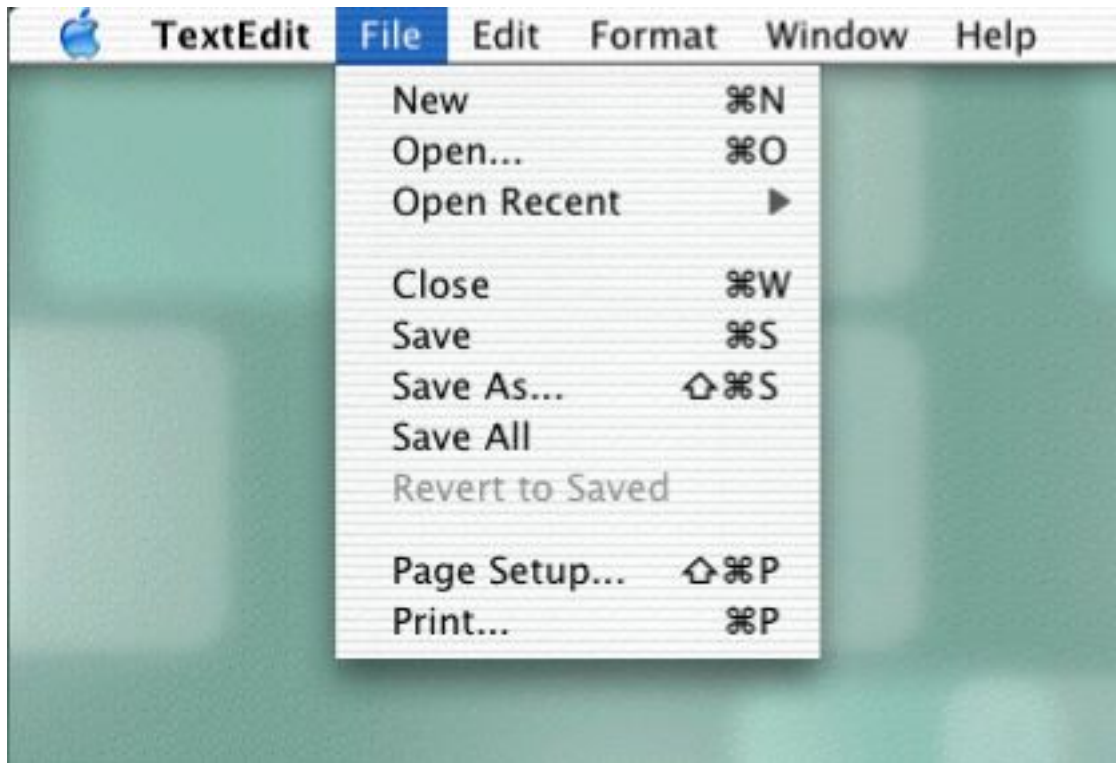 TextEdit File Edit Format Window Help
New ⌘N
Open... ⌘O
Open Recent ▶
Close ⌘W
Save ⌘S
Save As... ⇧⌘S
Save All
Revert to Saved
Page Setup... ⇧⌘P
Print... ⌘P